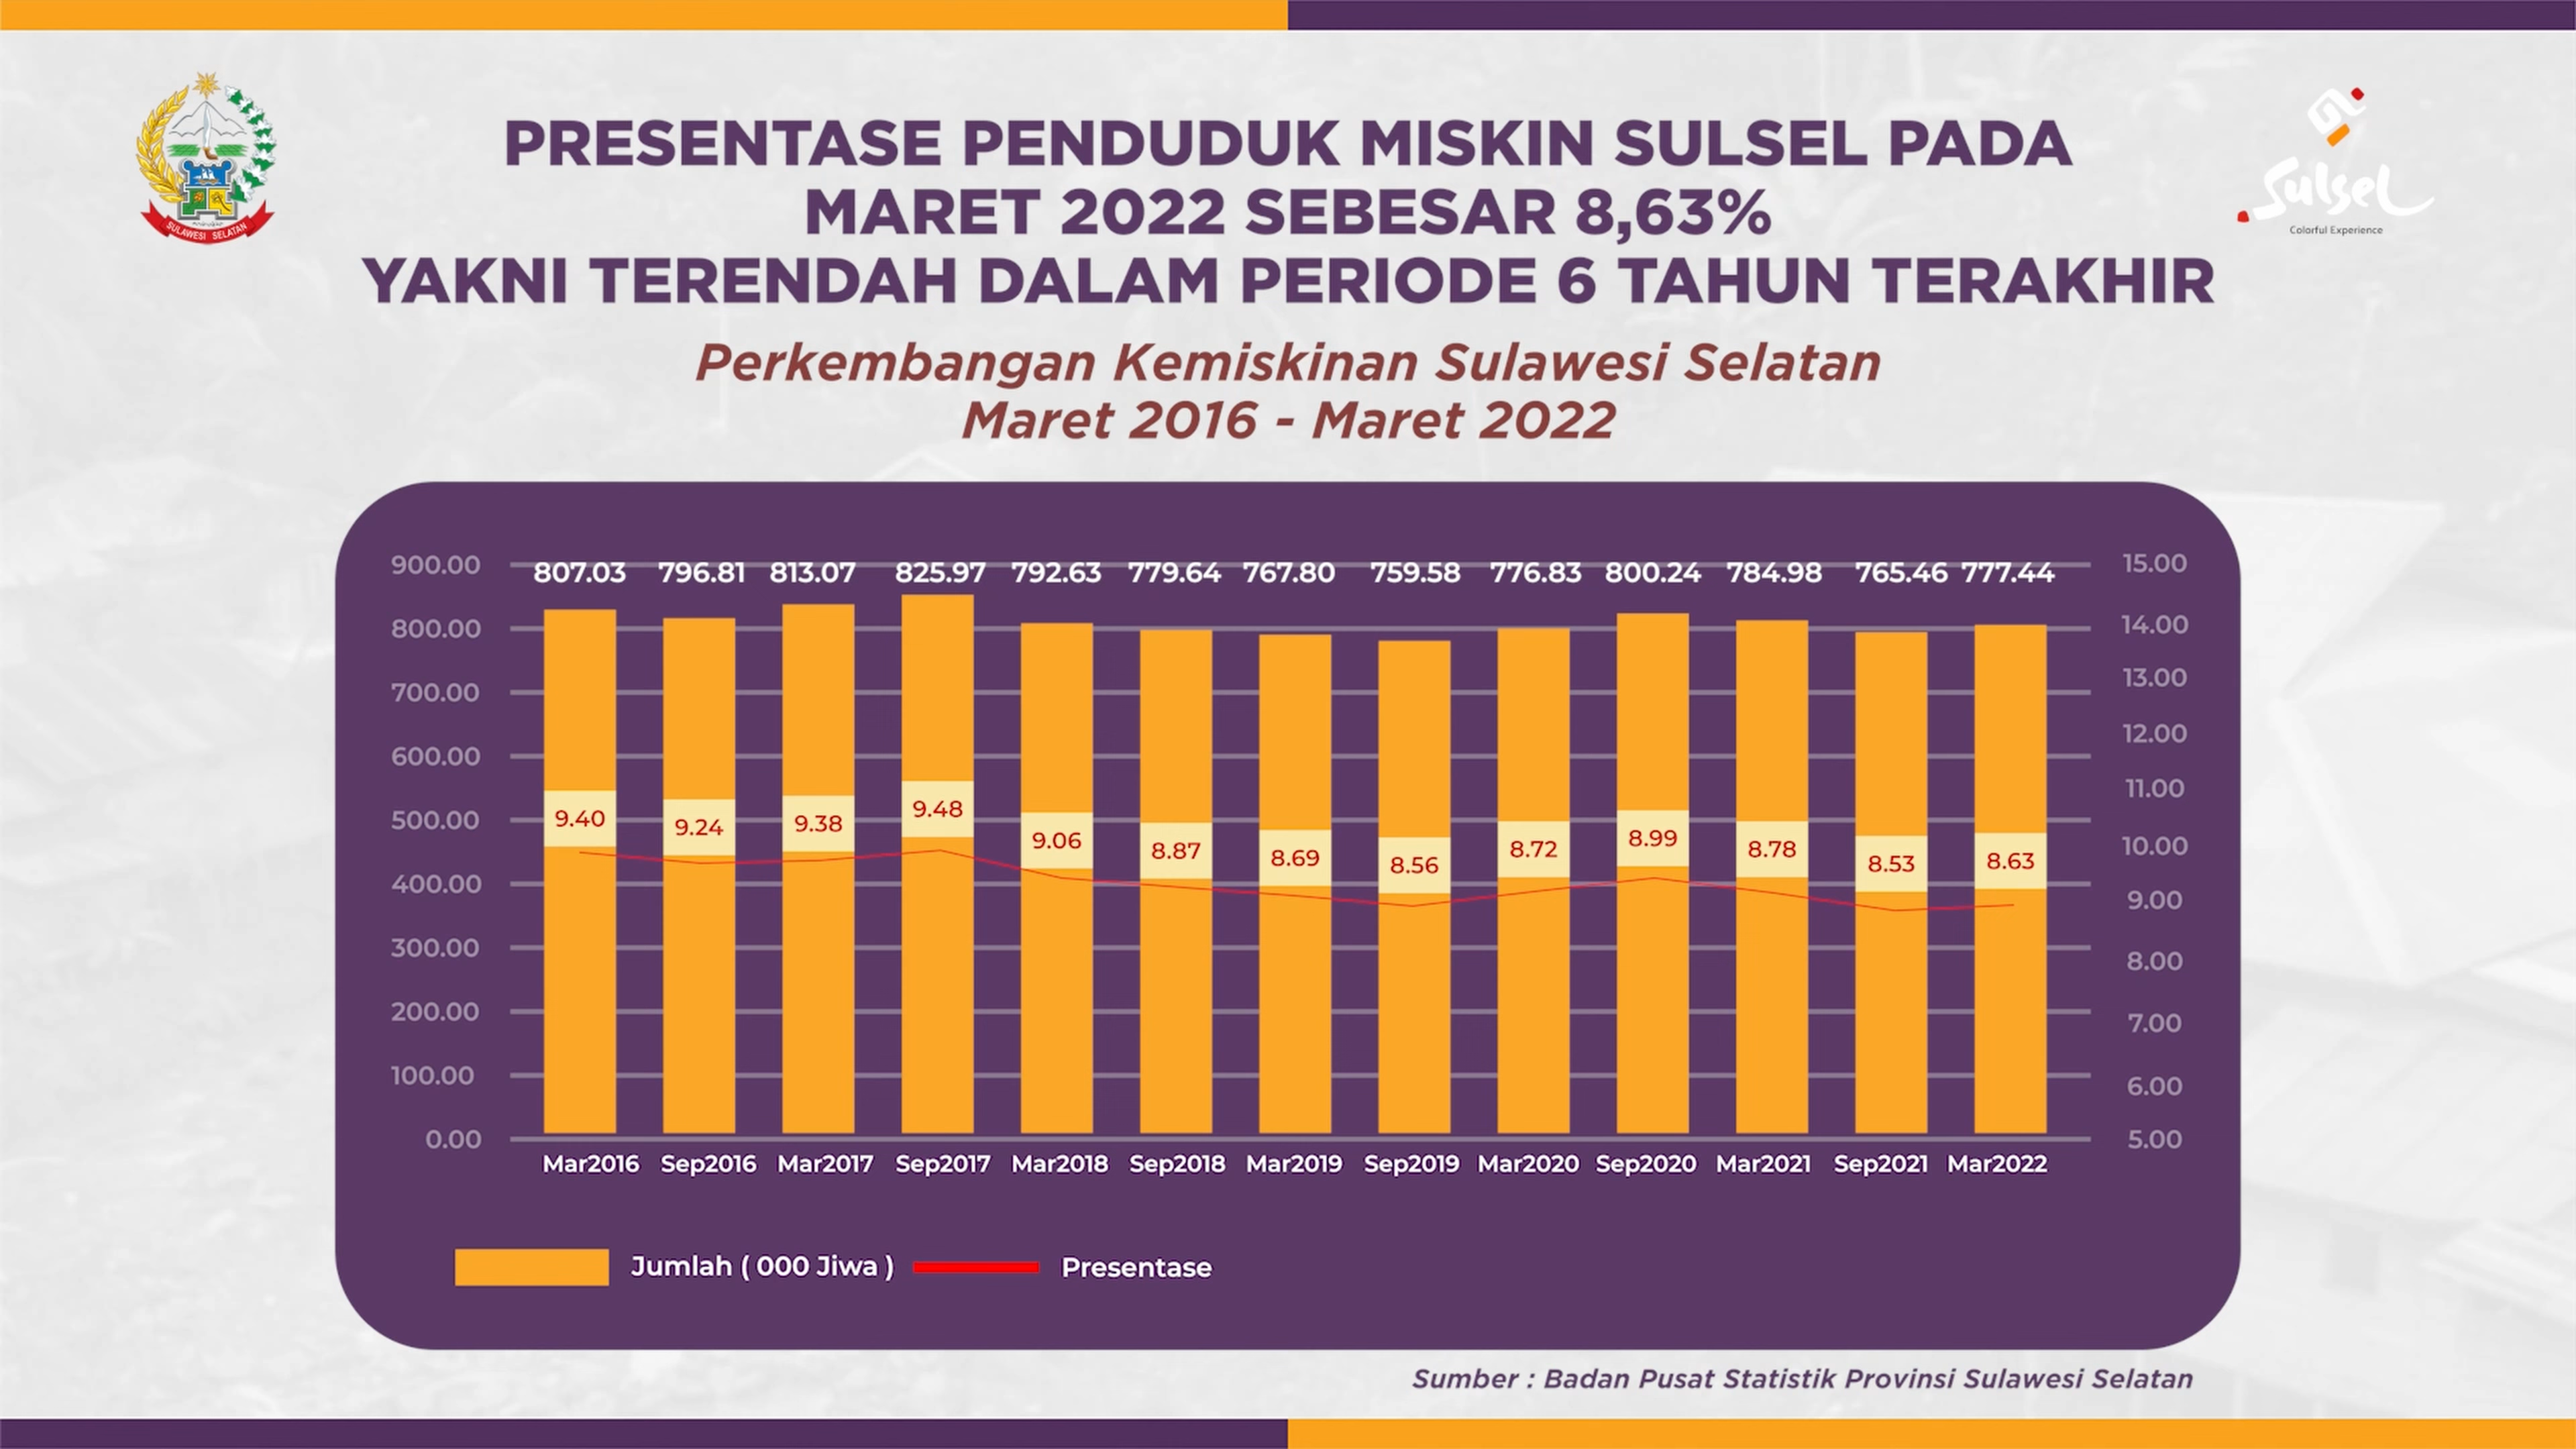 SULAWESI SELATAN
Sulsel
Colorful Experience
PRESENTASE PENDUDUK MISKIN SULSEL PADA
MARET 2022 SEBESAR 8,63%
YAKNI TERENDAH DALAM PERIODE 6 TAHUN TERAKHIR
Perkembangan Kemiskinan Sulawesi Selatan
Maret 2016 - Maret 2022
900.00 807.03 796.81 813.07 825.97 792.63 779.64 767.80 759.58 776.83 800.24 784.98 765.46 777.44 15.00
800.00 14.00
700.00 13.00
600.00 12.00
11.00
500.00 9.40 9.24 9.38 9.48 9.06 8.87 8.69 8.56 8.72 8.99 8.78 8.53 8.63 10.00
400.00 9.00
300.00 8.00
200.00 7.00
100.00 6.00
0.00 5.00
Mar2016 Sep2016 Mar2017 Sep2017 Mar2018 Sep2018 Mar2019 Sep2019 Mar2020 Sep2020 Mar2021 Sep2021 Mar2022
Jumlah ( 000 Jiwa ) Presentase
Sumber : Badan Pusat Statistik Provinsi Sulawesi Selatan